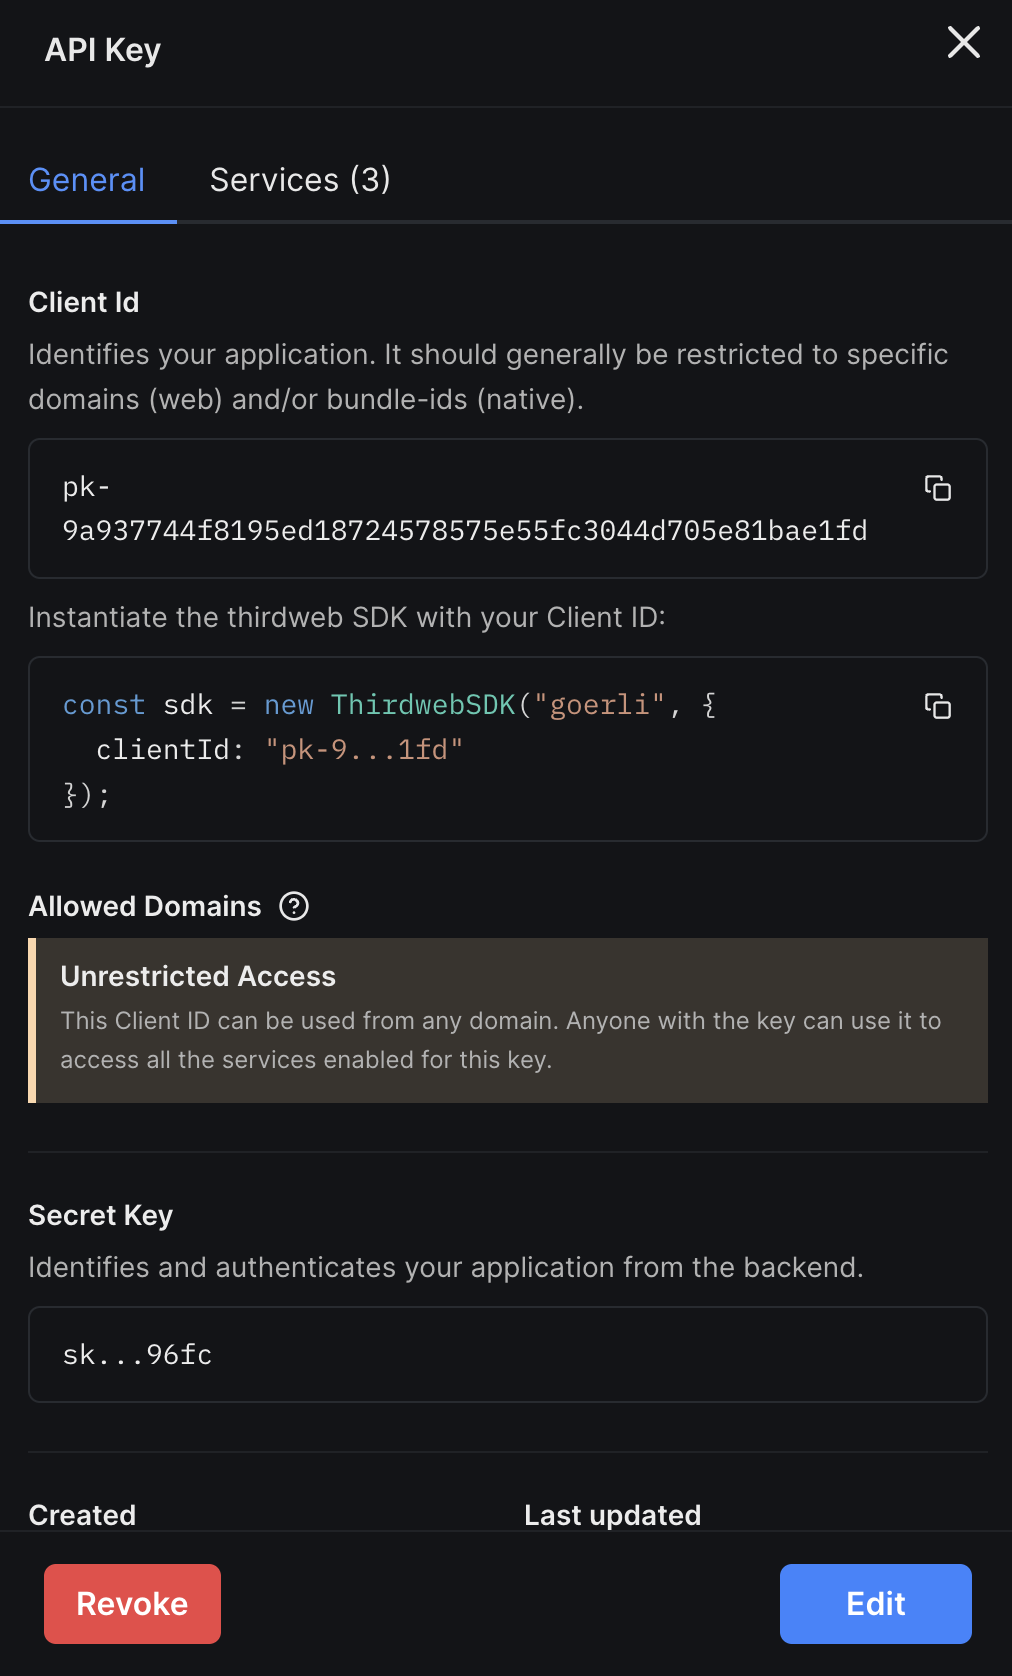 API Key
General
Services (3)
Client Id
Identifies your application. It should generally be restricted to specific
domains (web) and/or bundle-ids (native).
pk-
9a937744f8195ed18724578575e55fc3044d705e81bae1fd
Instantiate the thirdweb SDK with your Client ID:
const sdk = new ThirdwebSDK("goerli", {
  clientId: "pk-9...1fd"
});
Allowed Domains
Unrestricted Access
This Client ID can be used from any domain. Anyone with the key can use it to
access all the services enabled for this key.
Secret Key
Identifies and authenticates your application from the backend.
sk...96fc
Created
Last updated
Revoke
Edit